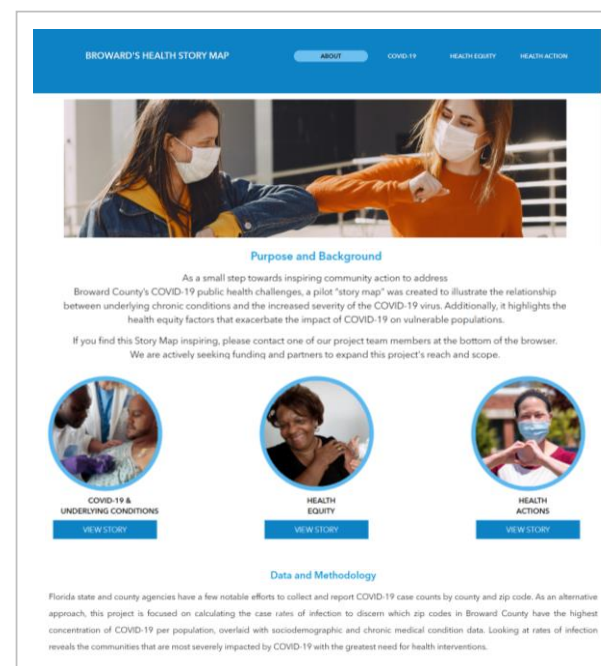 BROWARD'S HEALTH STORY MAP
ABOUT
COVID-19
HEALTH EQUITY
HEALTH ACTION
Purpose and Background
As a small step towards inspiring community action to address
Broward County's COVID-19 public health challenges, a pilot "story map" was created to illustrate the relationship
between underlying chronic conditions and the increased severity of the COVID-19 virus. Additionally, it highlights the
health equity factors that exacerbate the impact of COVID-19 on vulnerable populations.
If you find this Story Map inspiring, please contact one of our project team members at the bottom of the browser.
We are actively seeking funding and partners to expand this project's reach and scope.
COVID-19 &
UNDERLYING CONDITIONS
VIEW STORY
HEALTH
EQUITY
VIEW STORY
HEALTH
ACTIONS
VIEW STORY
Data and Methodology
Florida state and county agencies have a few notable efforts to collect and report COVID-19 case counts by county and zip code. As an alternative
approach, this project is focused on calculating the case rates of infection to discern which zip codes in Broward County have the highest
concentration of COVID-19 per population, overlaid with sociodemographic and chronic medical condition data. Looking at rates of infection
reveals the communities that are most severely impacted by COVID-19 with the greatest need for health interventions.